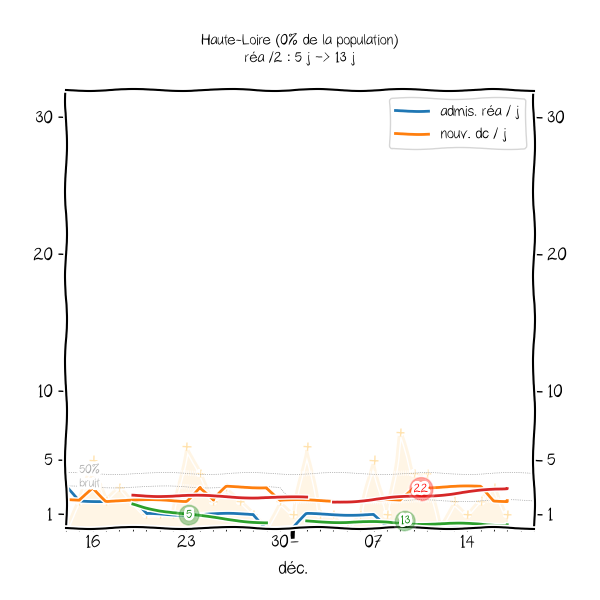 Haute-Loire (0% de la population)
réa /2 : 5 j -> 13 j
admis. réa / j
nouv. dc / j
30 30
20 20
10 10
5 5
1 1
50%
bruit
22
5
13
16 23 30 07 14
déc.